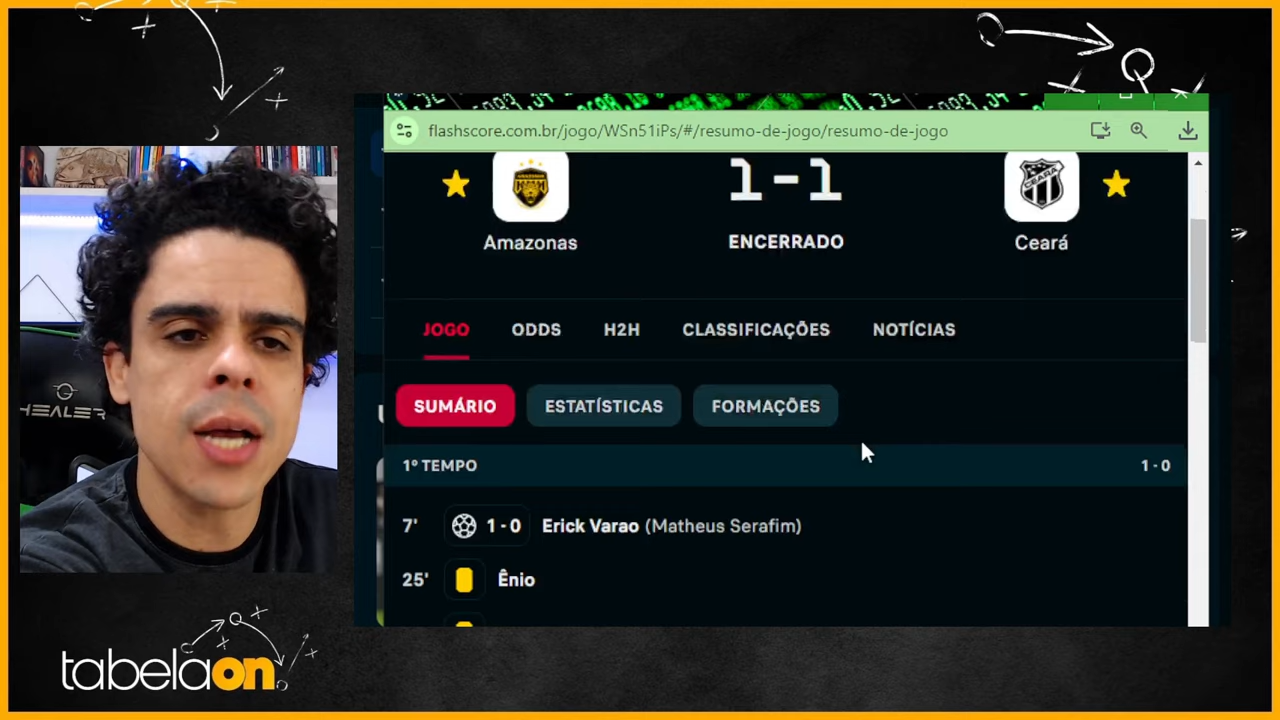 flashscore.com.br/jogo/WSn51iPs/#/resumo-de-jogo/resumo-de-jogo
1-1
Amazonas
ENCERRADO
Ceará
JOGO
ODDS
H2H
CLASSIFICAÇÕES
NOTÍCIAS
SUMÁRIO
ESTATÍSTICAS
FORMAÇÕES
1º TEMPO
1 - 0
7'
1 - 0
Erick Varao (Matheus Serafim)
25'
Ênio
HEALER
CEARÁ
tabelaon